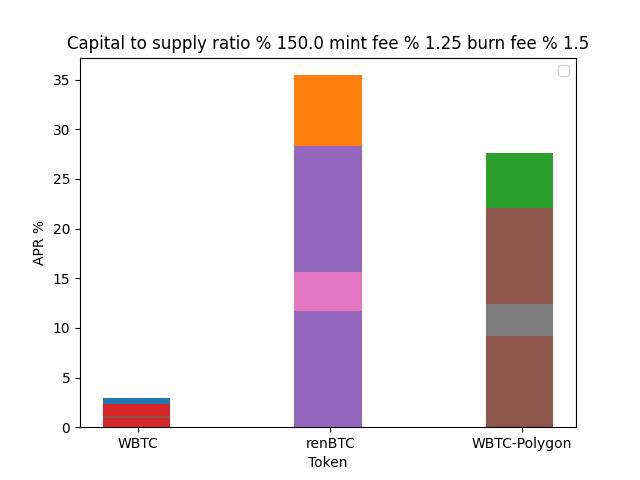 Capital to supply ratio % 150.0 mint fee % 1.25 burn fee % 1.5
35
30
25
20
15
10
5
0
APR %
WBTC renBTC WBTC-Polygon
Token